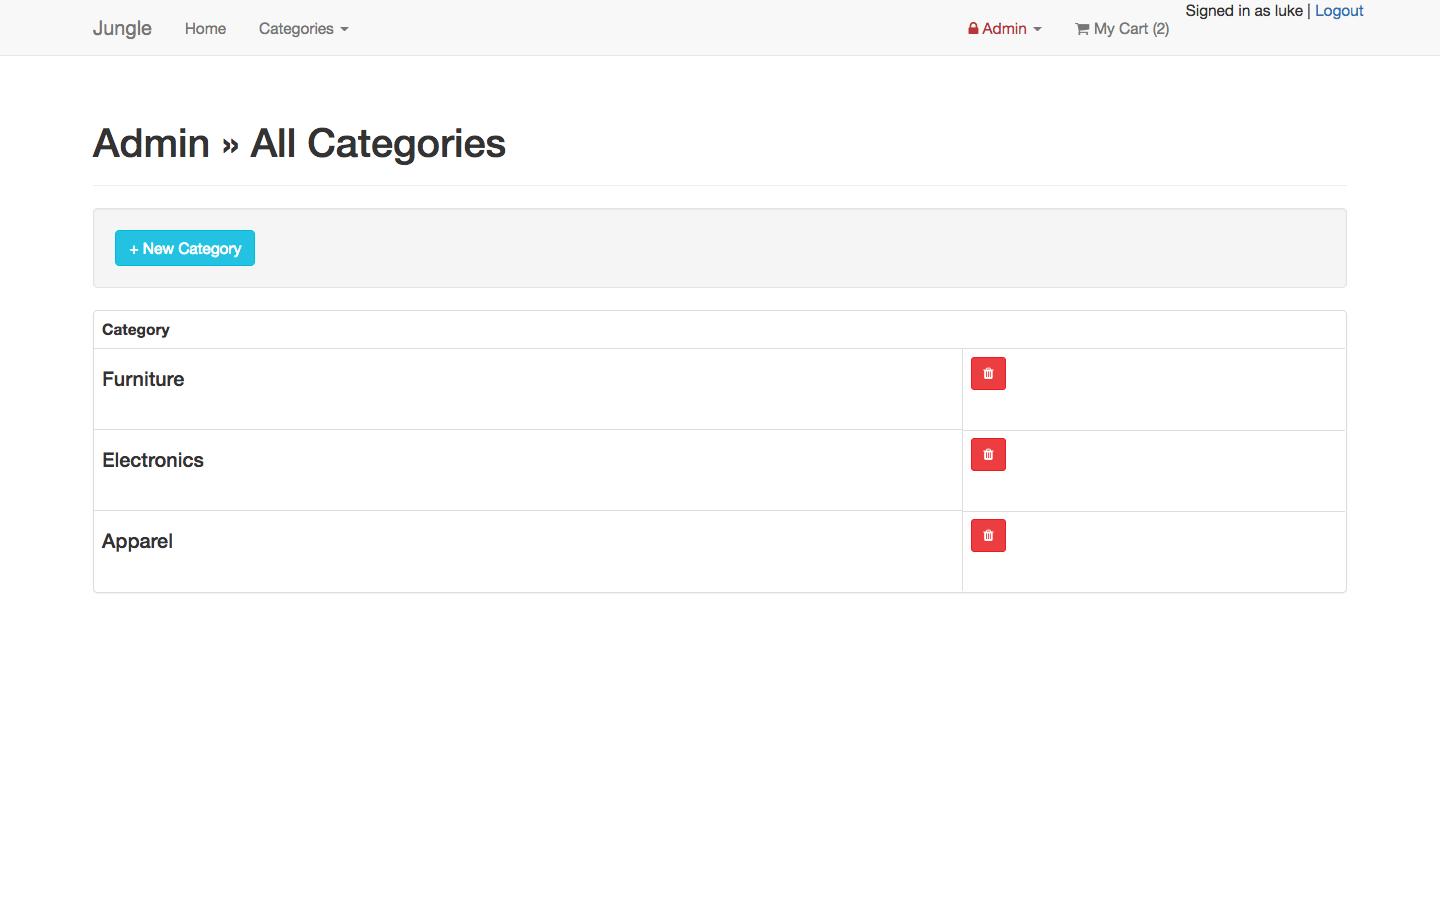 Jungle Home Categories Admin My Cart (2) Signed in as luke | Logout
Admin » All Categories
+ New Category
Category
Furniture
Electronics
Apparel